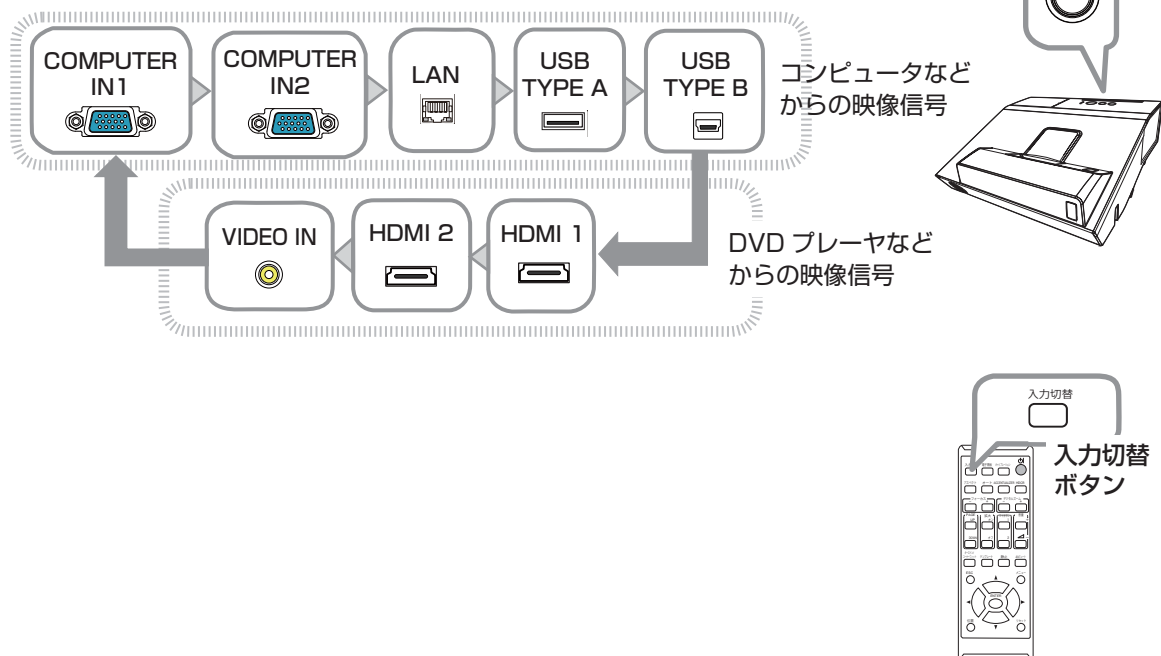 COMPUTER
IN1
COMPUTER
IN2
LAN
USB
TYPE A
USB
TYPE B
コンピュータなど
からの映像信号
VIDEO IN
HDMI 2
HDMI 1
DVD プレーヤなど
からの映像信号
入力切替
入力切替
ボタン